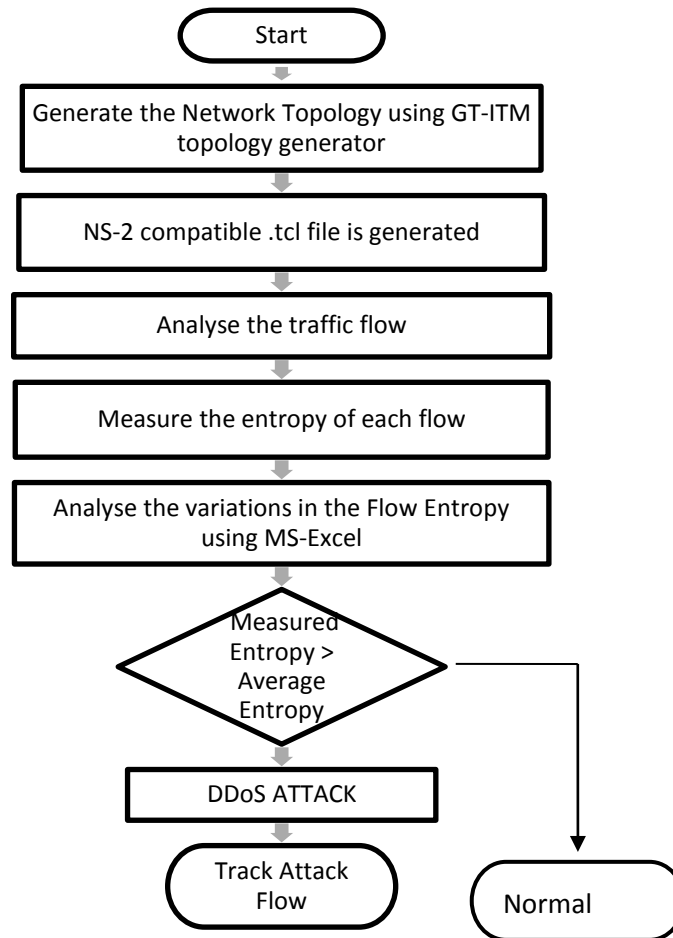 Start
Generate the Network Topology using GT-ITM
topology generator
NS-2 compatible .tcl file is generated
Analyse the traffic flow
Measure the entropy of each flow
Analyse the variations in the Flow Entropy
using MS-Excel
Measured
Entropy >
Average
Entropy
DDoS ATTACK
Track Attack
Flow
Normal